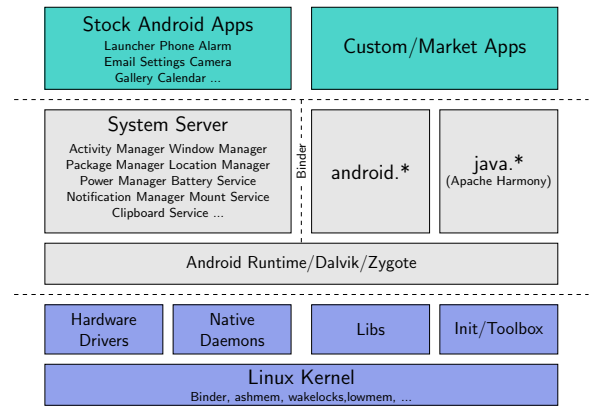 Stock Android Apps
Launcher Phone Alarm
Email Settings Camera
Gallery Calendar ...
Custom/Market Apps
System Server
Activity Manager Window Manager
Package Manager Location Manager
Power Manager Battery Service
Notification Manager Mount Service
Clipboard Service ...
Binder
android.*
java.*
(Apache Harmony)
Android Runtime/Dalvik/Zygote
Hardware
Drivers
Native
Daemons
Libs
Init/Toolbox
Linux Kernel
Binder, ashmem, wakelocks,lowmem, ...